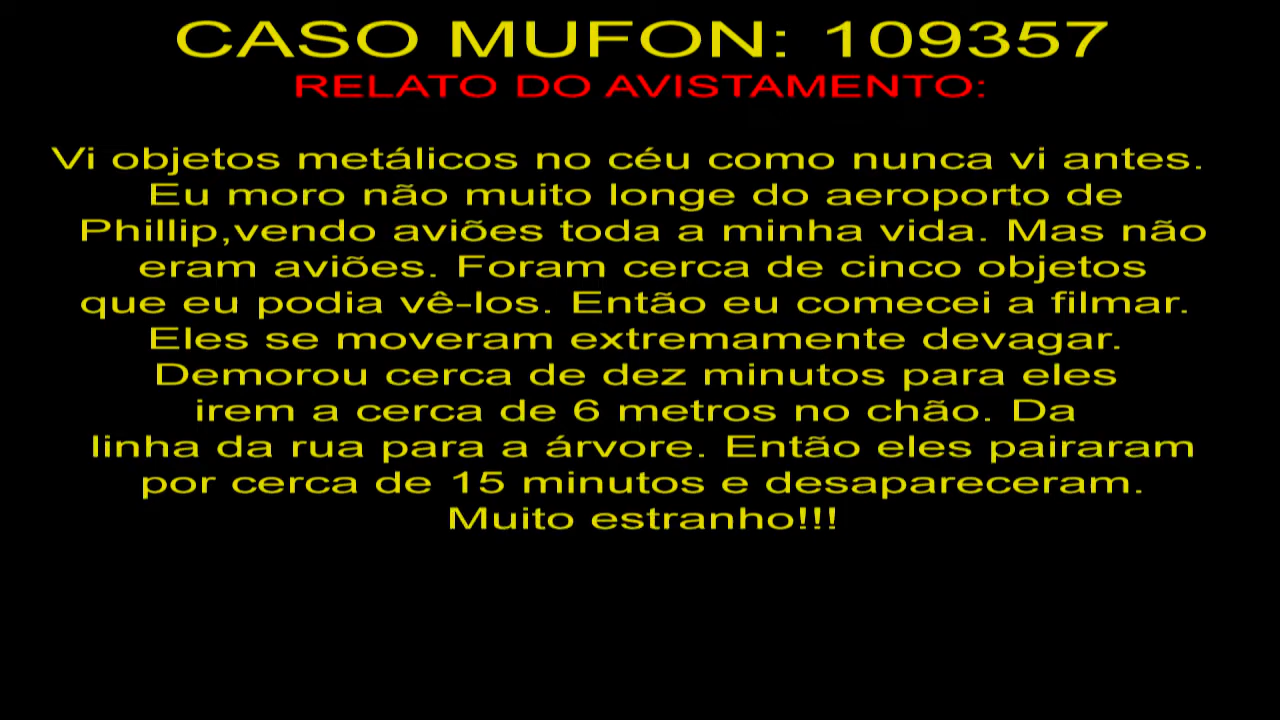 CASO MUFON: 109357
RELATO DO AVISTAMENTO:
Vi objetos metálicos no céu como nunca vi antes.
Eu moro não muito longe do aeroporto de
Phillip,vendo aviões toda a minha vida. Mas não
eram aviões. Foram cerca de cinco objetos
que eu podia vê-los. Então eu comecei a filmar.
Eles se moveram extremamente devagar.
Demorou cerca de dez minutos para eles
irem a cerca de 6 metros no chão. Da
linha da rua para a árvore. Então eles pairaram
por cerca de 15 minutos e desapareceram.
Muito estranho!!!